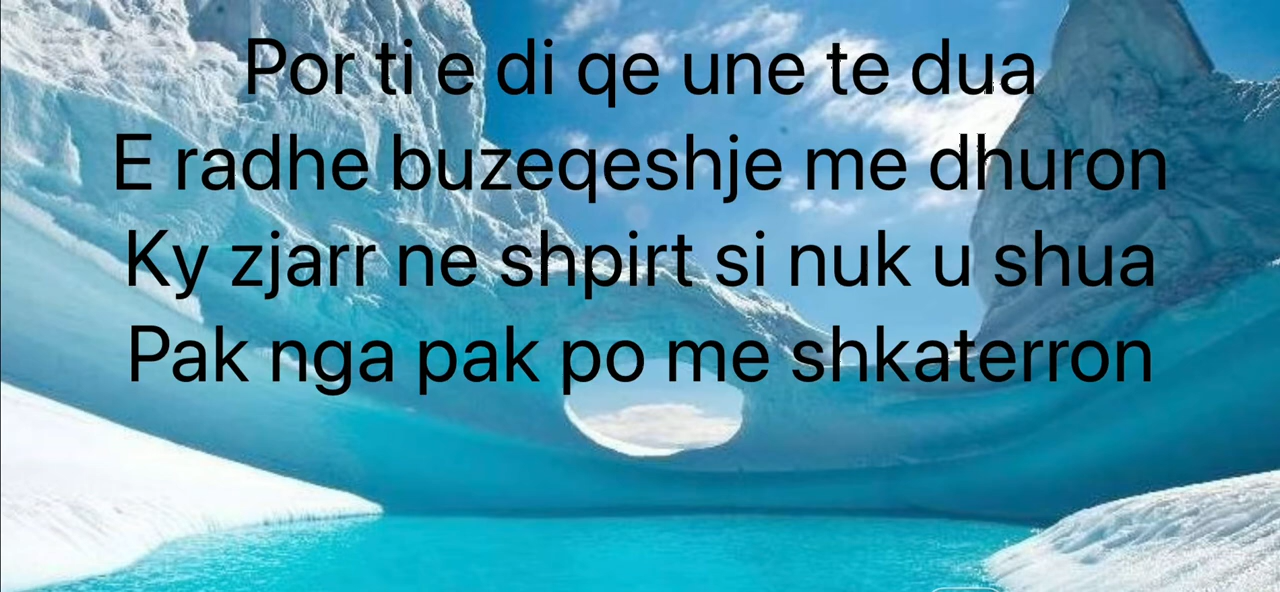 Por ti e di qe une te dua
E radhe buzeqeshje me dhuron
Ky zjarr ne shpirt si nuk u shua
Pak nga pak po me shkaterron